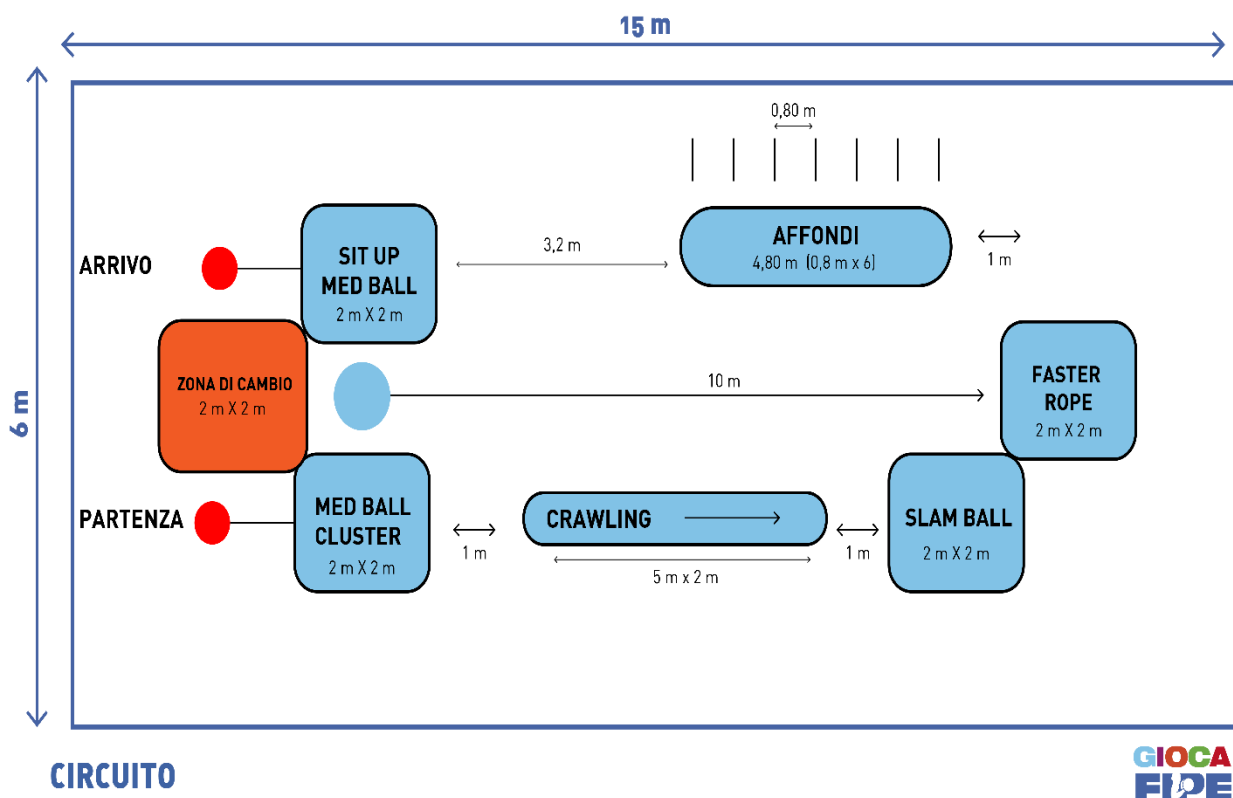 15 m
6 m
0,80 m
ARRIVO
SIT UP
MED BALL
2 m X 2 m
3,2 m
AFFONDI
4,80 m (0,8 m x 6)
1 m
ZONA DI CAMBIO
2 m X 2 m
10 m
FASTER
ROPE
2 m X 2 m
PARTENZA
MED BALL
CLUSTER
2 m X 2 m
1 m
CRAWLING
5 m x 2 m
1 m
SLAM BALL
2 m X 2 m
CIRCUITO
GIOCA
FIPE